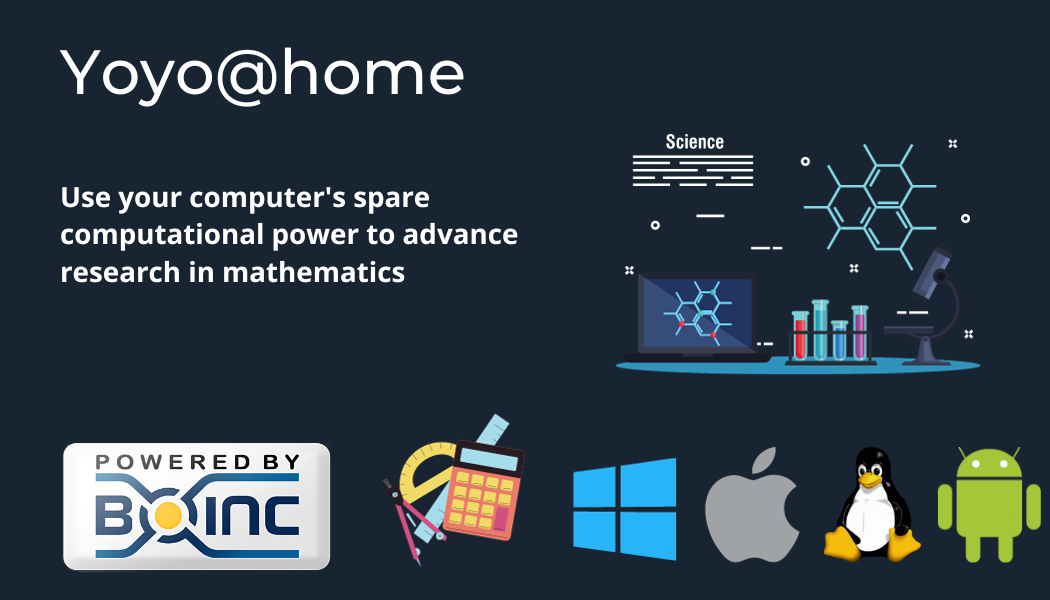 Yoyo@home
Science
Use your computer's spare
computational power to advance
research in mathematics
POWERED BY
BOINC